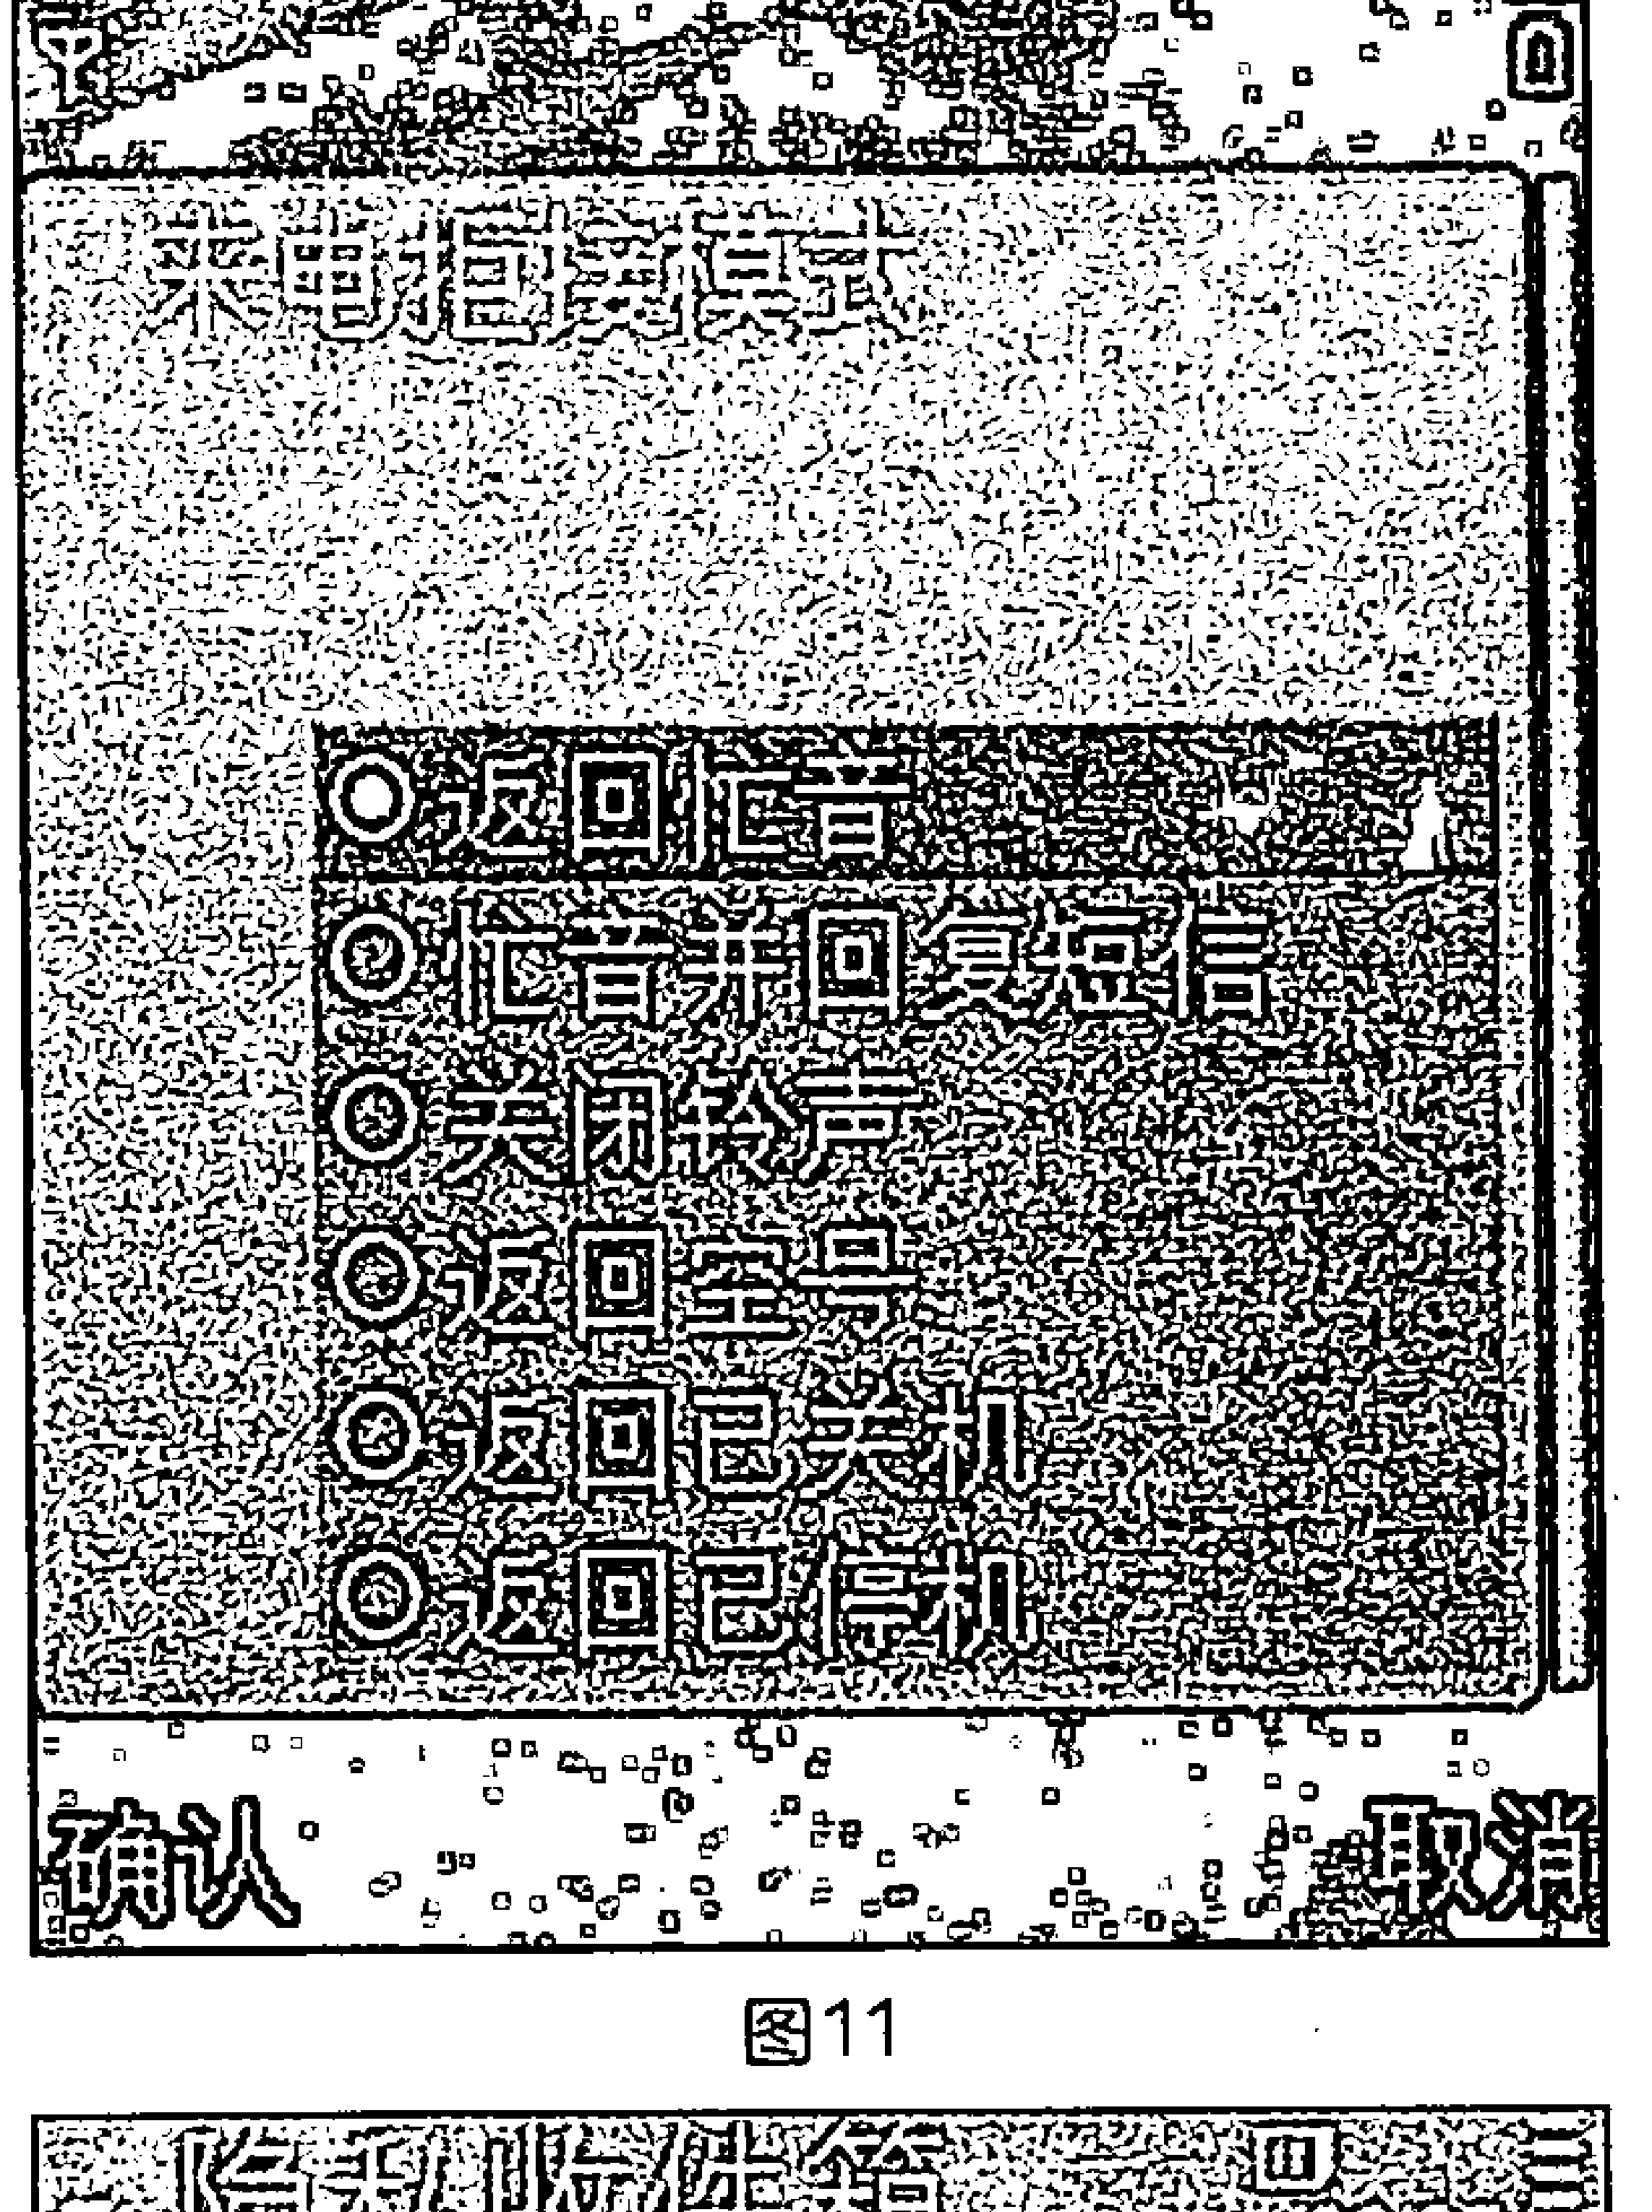 来电拒接模式
返回忙音
忙音并回复短信
关闭铃声
返回空号
返回已关机
返回已停机
确认
取消
图11